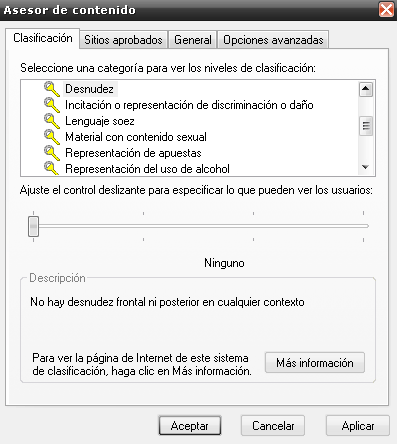 Asesor de contenido
Clasificación
Sitios aprobados
General
Opciones avanzadas
Seleccione una categoría para ver los niveles de clasificación:
Desnudez
Incitación o representación de discriminación o daño
Lenguaje soez
Material con contenido sexual
Representación de apuestas
Representación del uso de alcohol
Ajuste el control deslizante para especificar lo que pueden ver los usuarios:
Ninguno
Descripción
No hay desnudez frontal ni posterior en cualquier contexto
Para ver la página de Internet de este sistema
de clasificación, haga clic en Más información.
Más información
Aceptar
Cancelar
Aplicar